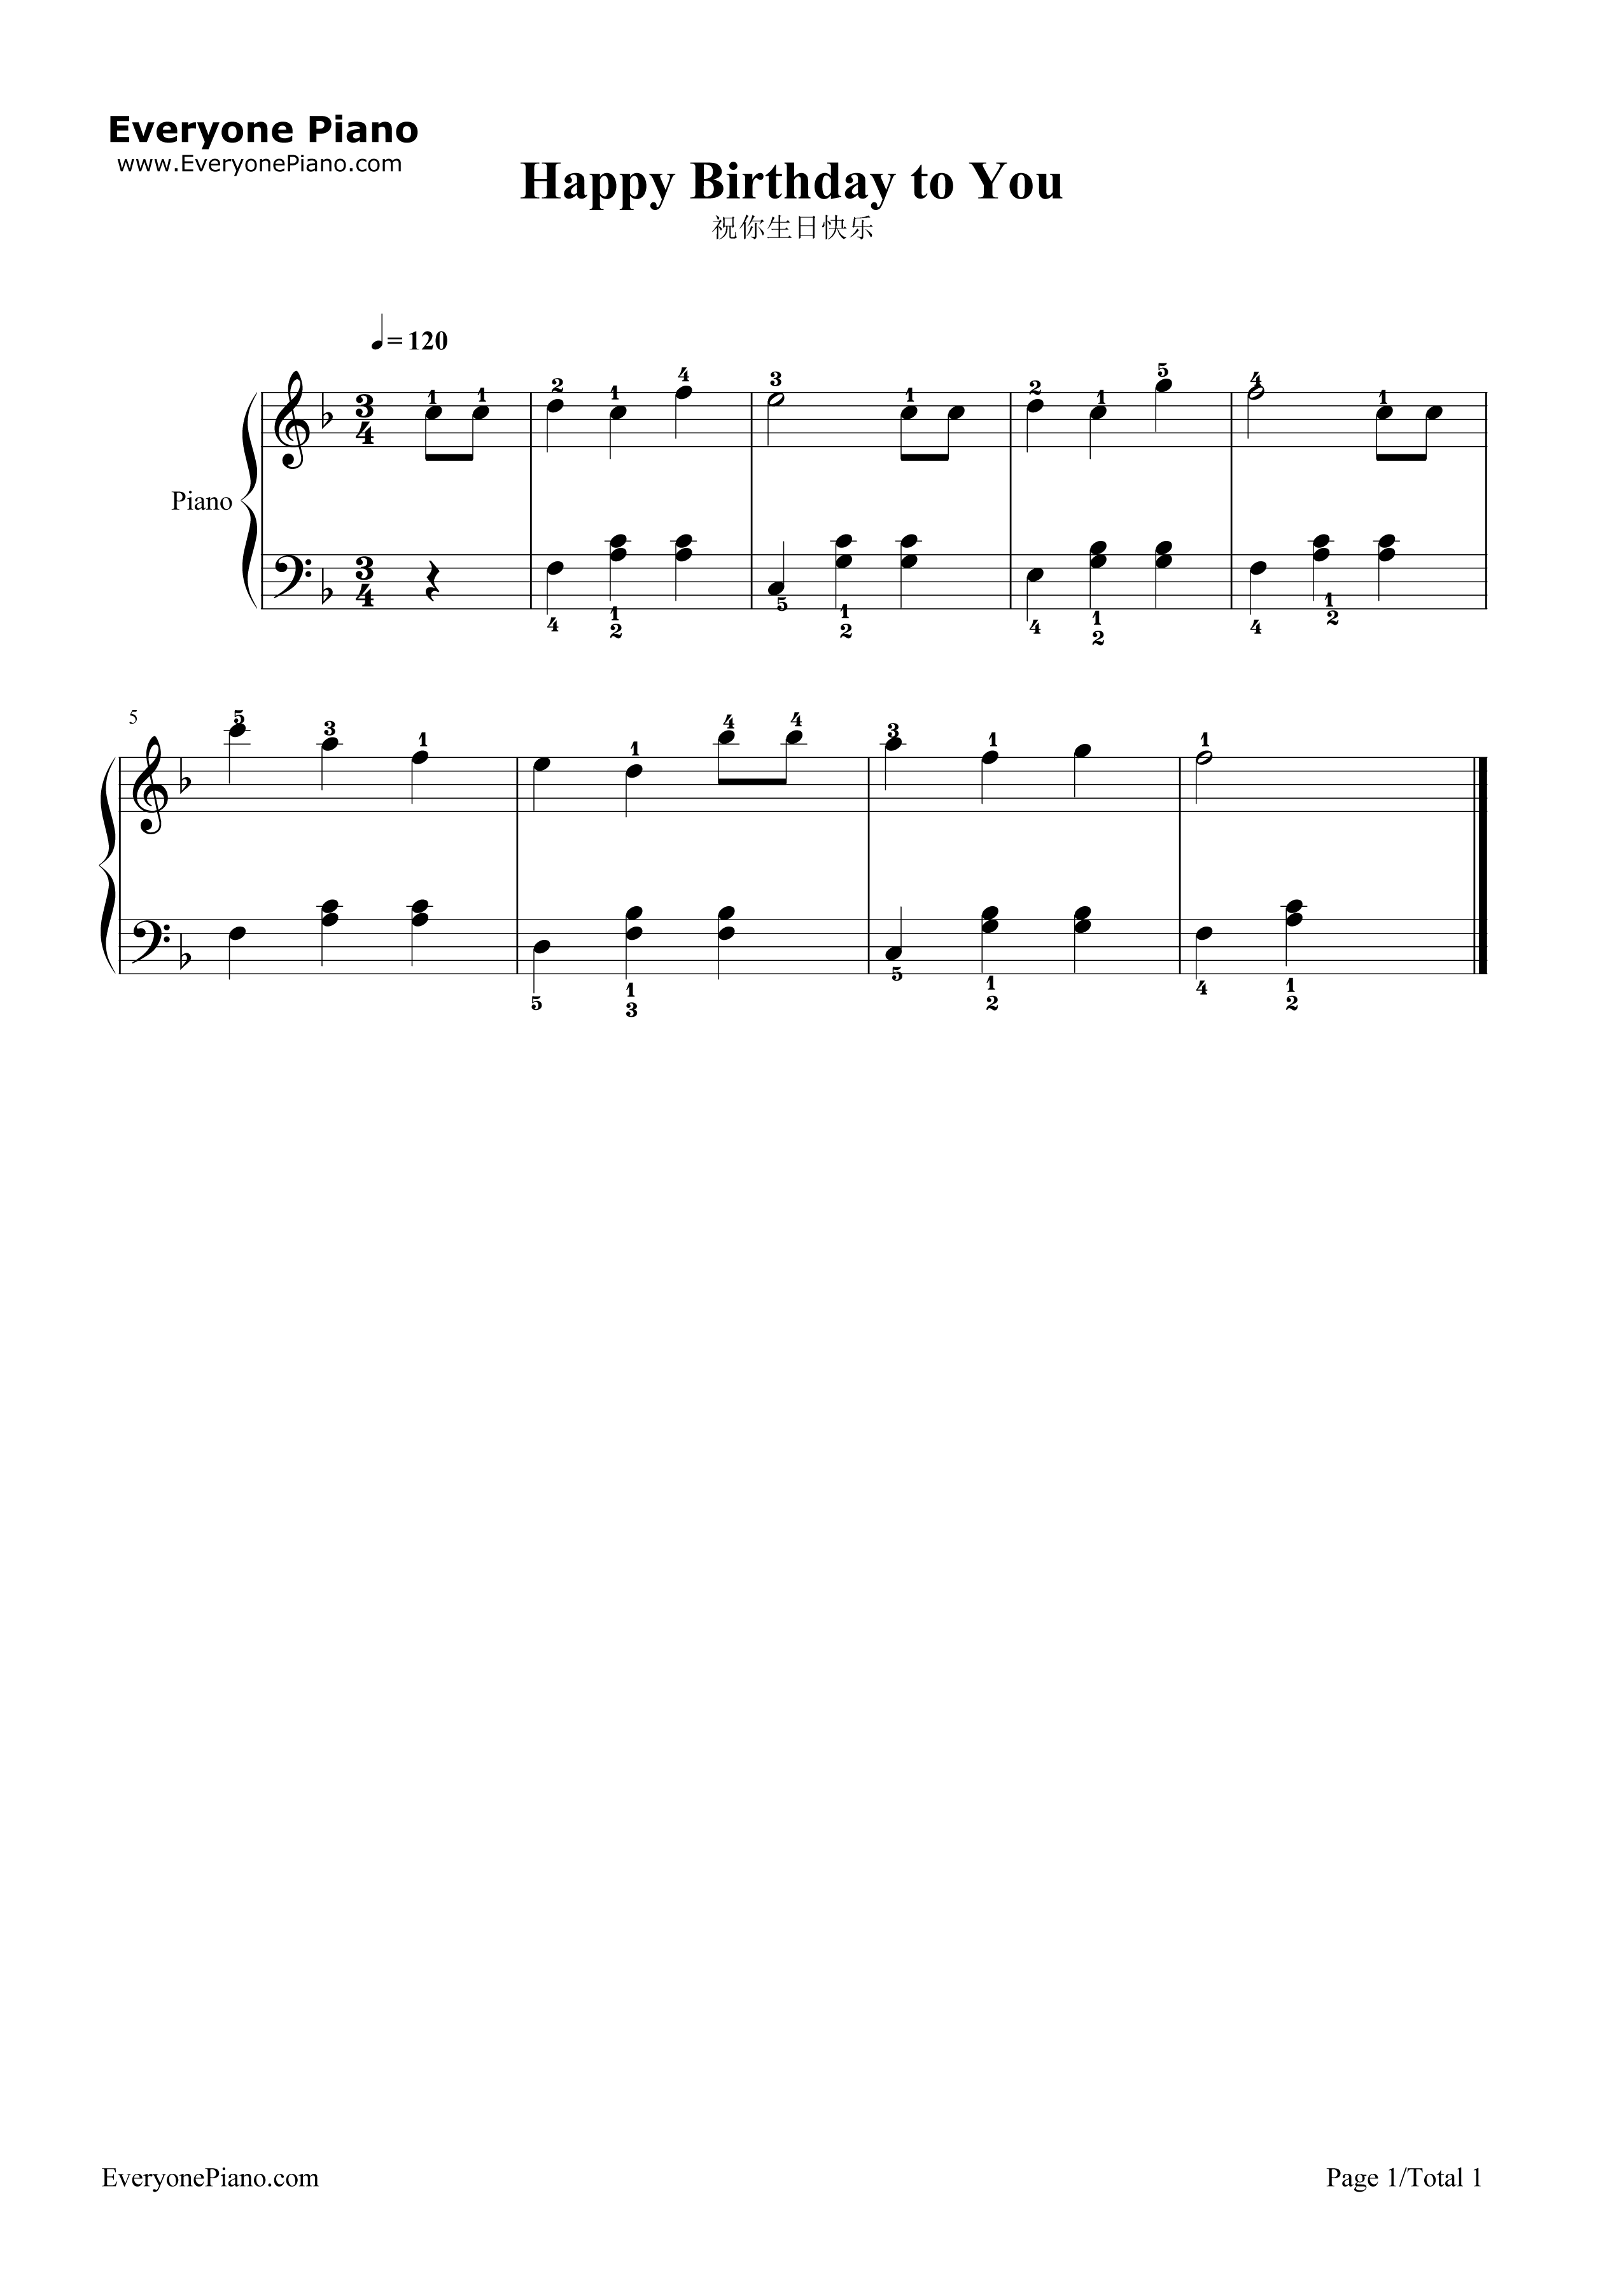 Everyone Piano
www.EveryonePiano.com
Happy Birthday to You
祝你生日快乐
= 120
1 1 2 1 4 3 1 2 1 5 4 1
3
4
Piano
3
4
4 1 5 1 4 1 4 1
2 2 2 2
5
5 3 1 1 4 4 3 1 1
5 1 5 1 4 1
3 2 2
EveryonePiano.com
Page 1/Total 1